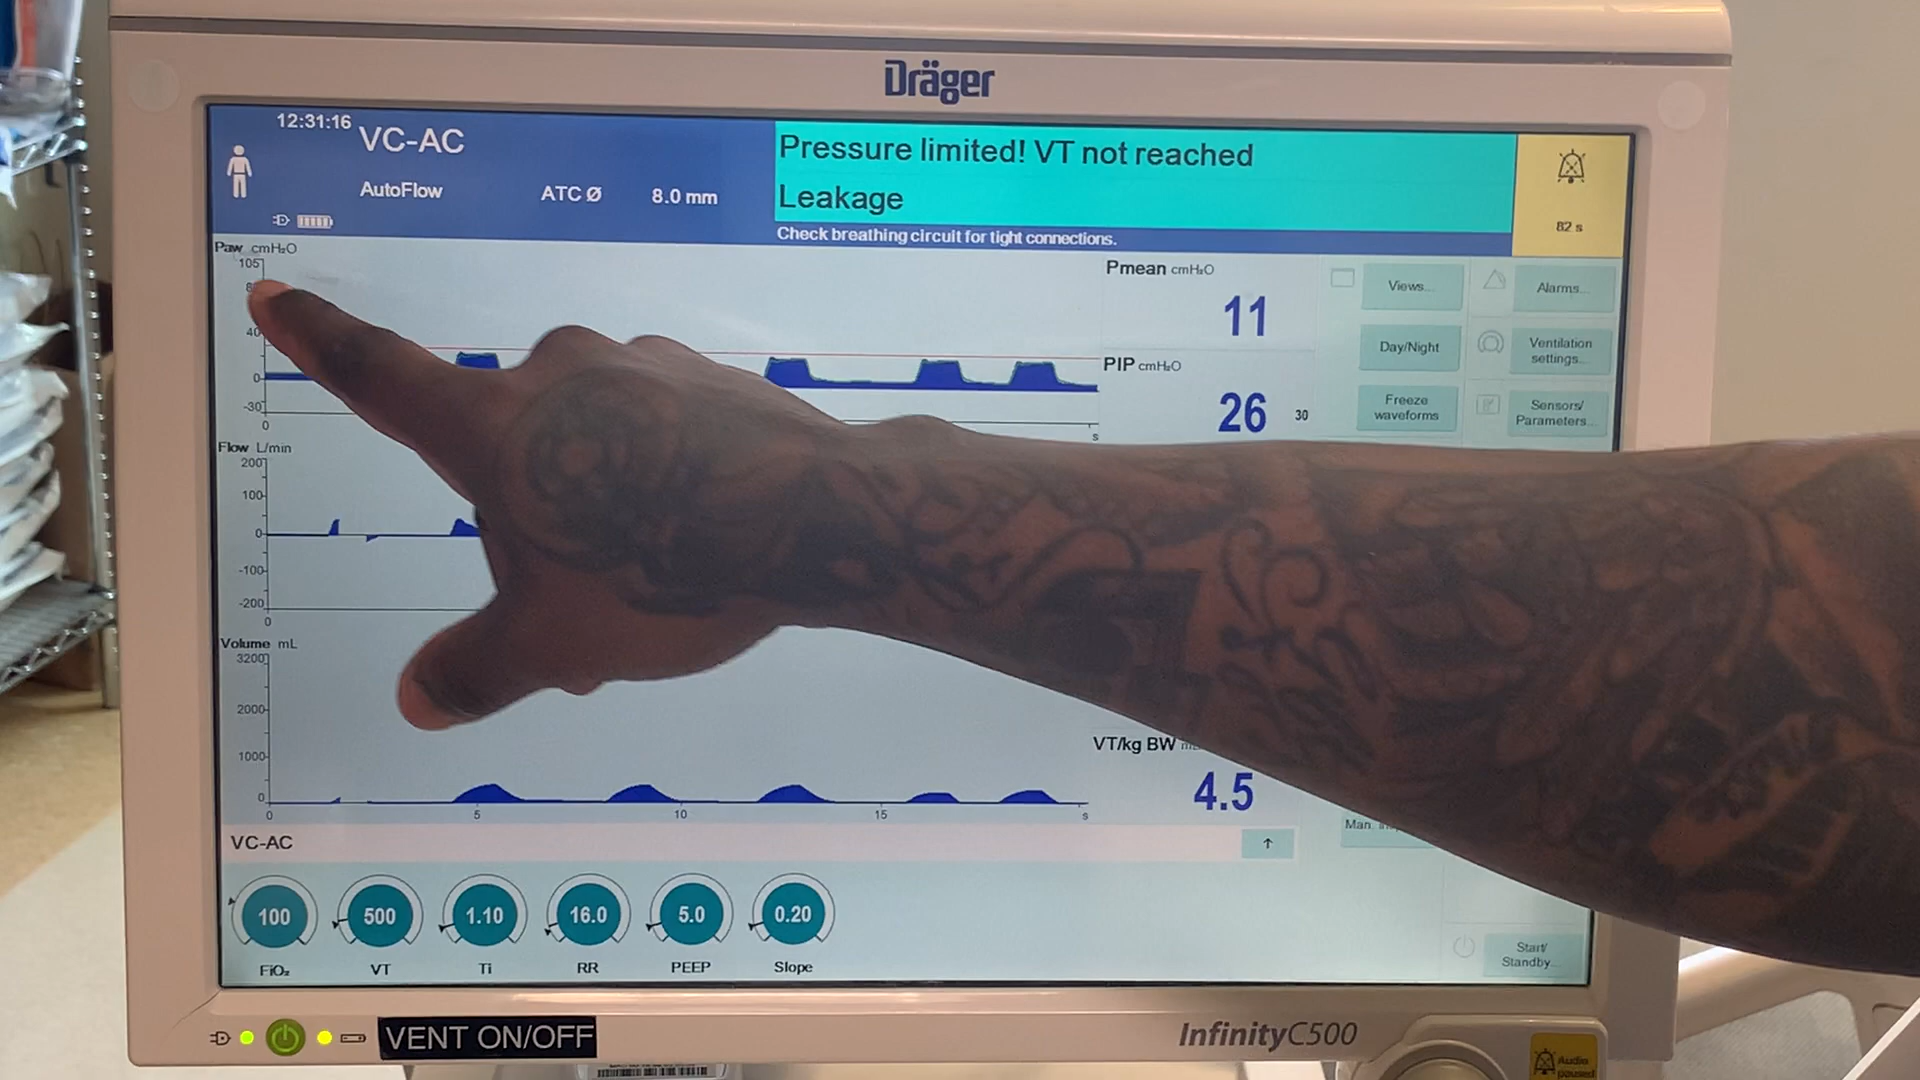 Dräger
12:31:16
VC-AC
AutoFlow
ATC Ø
8.0 mm
Pressure limited! VT not reached
Leakage
Check breathing circuit for tight connections.
82 s
Paw cmH₂O
105
40
0
-30
0
s
Pmean cmH₂O
11
PIP cmH₂O
26
30
Views...
Alarms...
Day/Night
Ventilation
settings...
Freeze
waveforms
Sensors/
Parameters...
Flow L/min
200
100
0
-100
-200
0
Volume mL
3200
2000
1000
0
0
5
10
15
s
VT/kg BW
4.5
Man.
VC-AC
↑
100
500
1.10
16.0
5.0
0.20
FiO₂
VT
Ti
RR
PEEP
Slope
Start/
Standby...
VENT ON/OFF
InfinityC500
Audio
paused